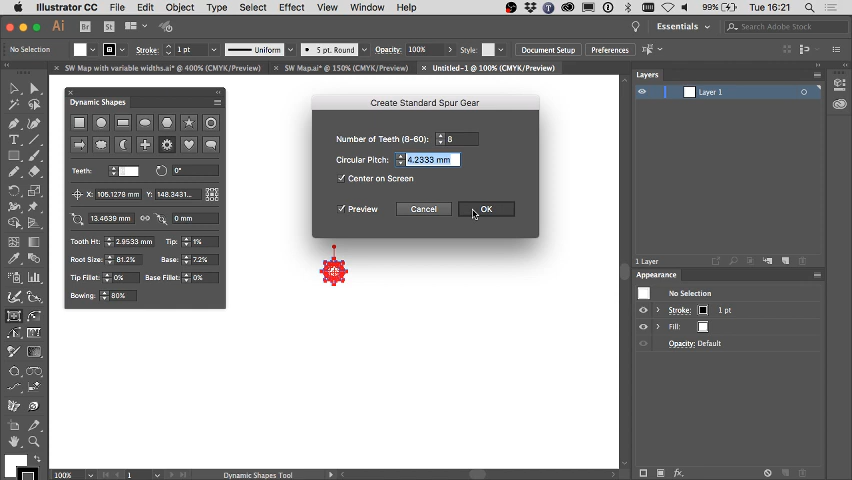 Illustrator CC File Edit Object Type Select Effect View Window Help 99% Tue 16:21
Ai Br St Essentials Search Adobe Stock
No Selection Stroke: 1 pt Uniform 5 pt. Round Opacity: 100% Style: Document Setup Preferences
× SW Map with variable widths.ai* @ 400% (CMYK/Preview) × SW Map.ai* @ 150% (CMYK/Preview) × Untitled-1 @ 100% (CMYK/Preview)
Dynamic Shapes
Teeth: 0°
X: 105.1278 mm Y: 148.3431...
13.4639 mm 0 mm
Tooth Ht: 2.9533 mm Tip: 1%
Root Size: 81.2% Base: 7.2%
Tip Fillet: 0% Base Fillet: 0%
Bowing: 80%
Create Standard Spur Gear
Number of Teeth (8-60): 8
Circular Pitch: 4.2333 mm
Center on Screen
Preview Cancel OK
Layers
Layer 1
1 Layer
Appearance
No Selection
Stroke: 1 pt
Fill:
Opacity: Default
fx
100% 1 Dynamic Shapes Tool